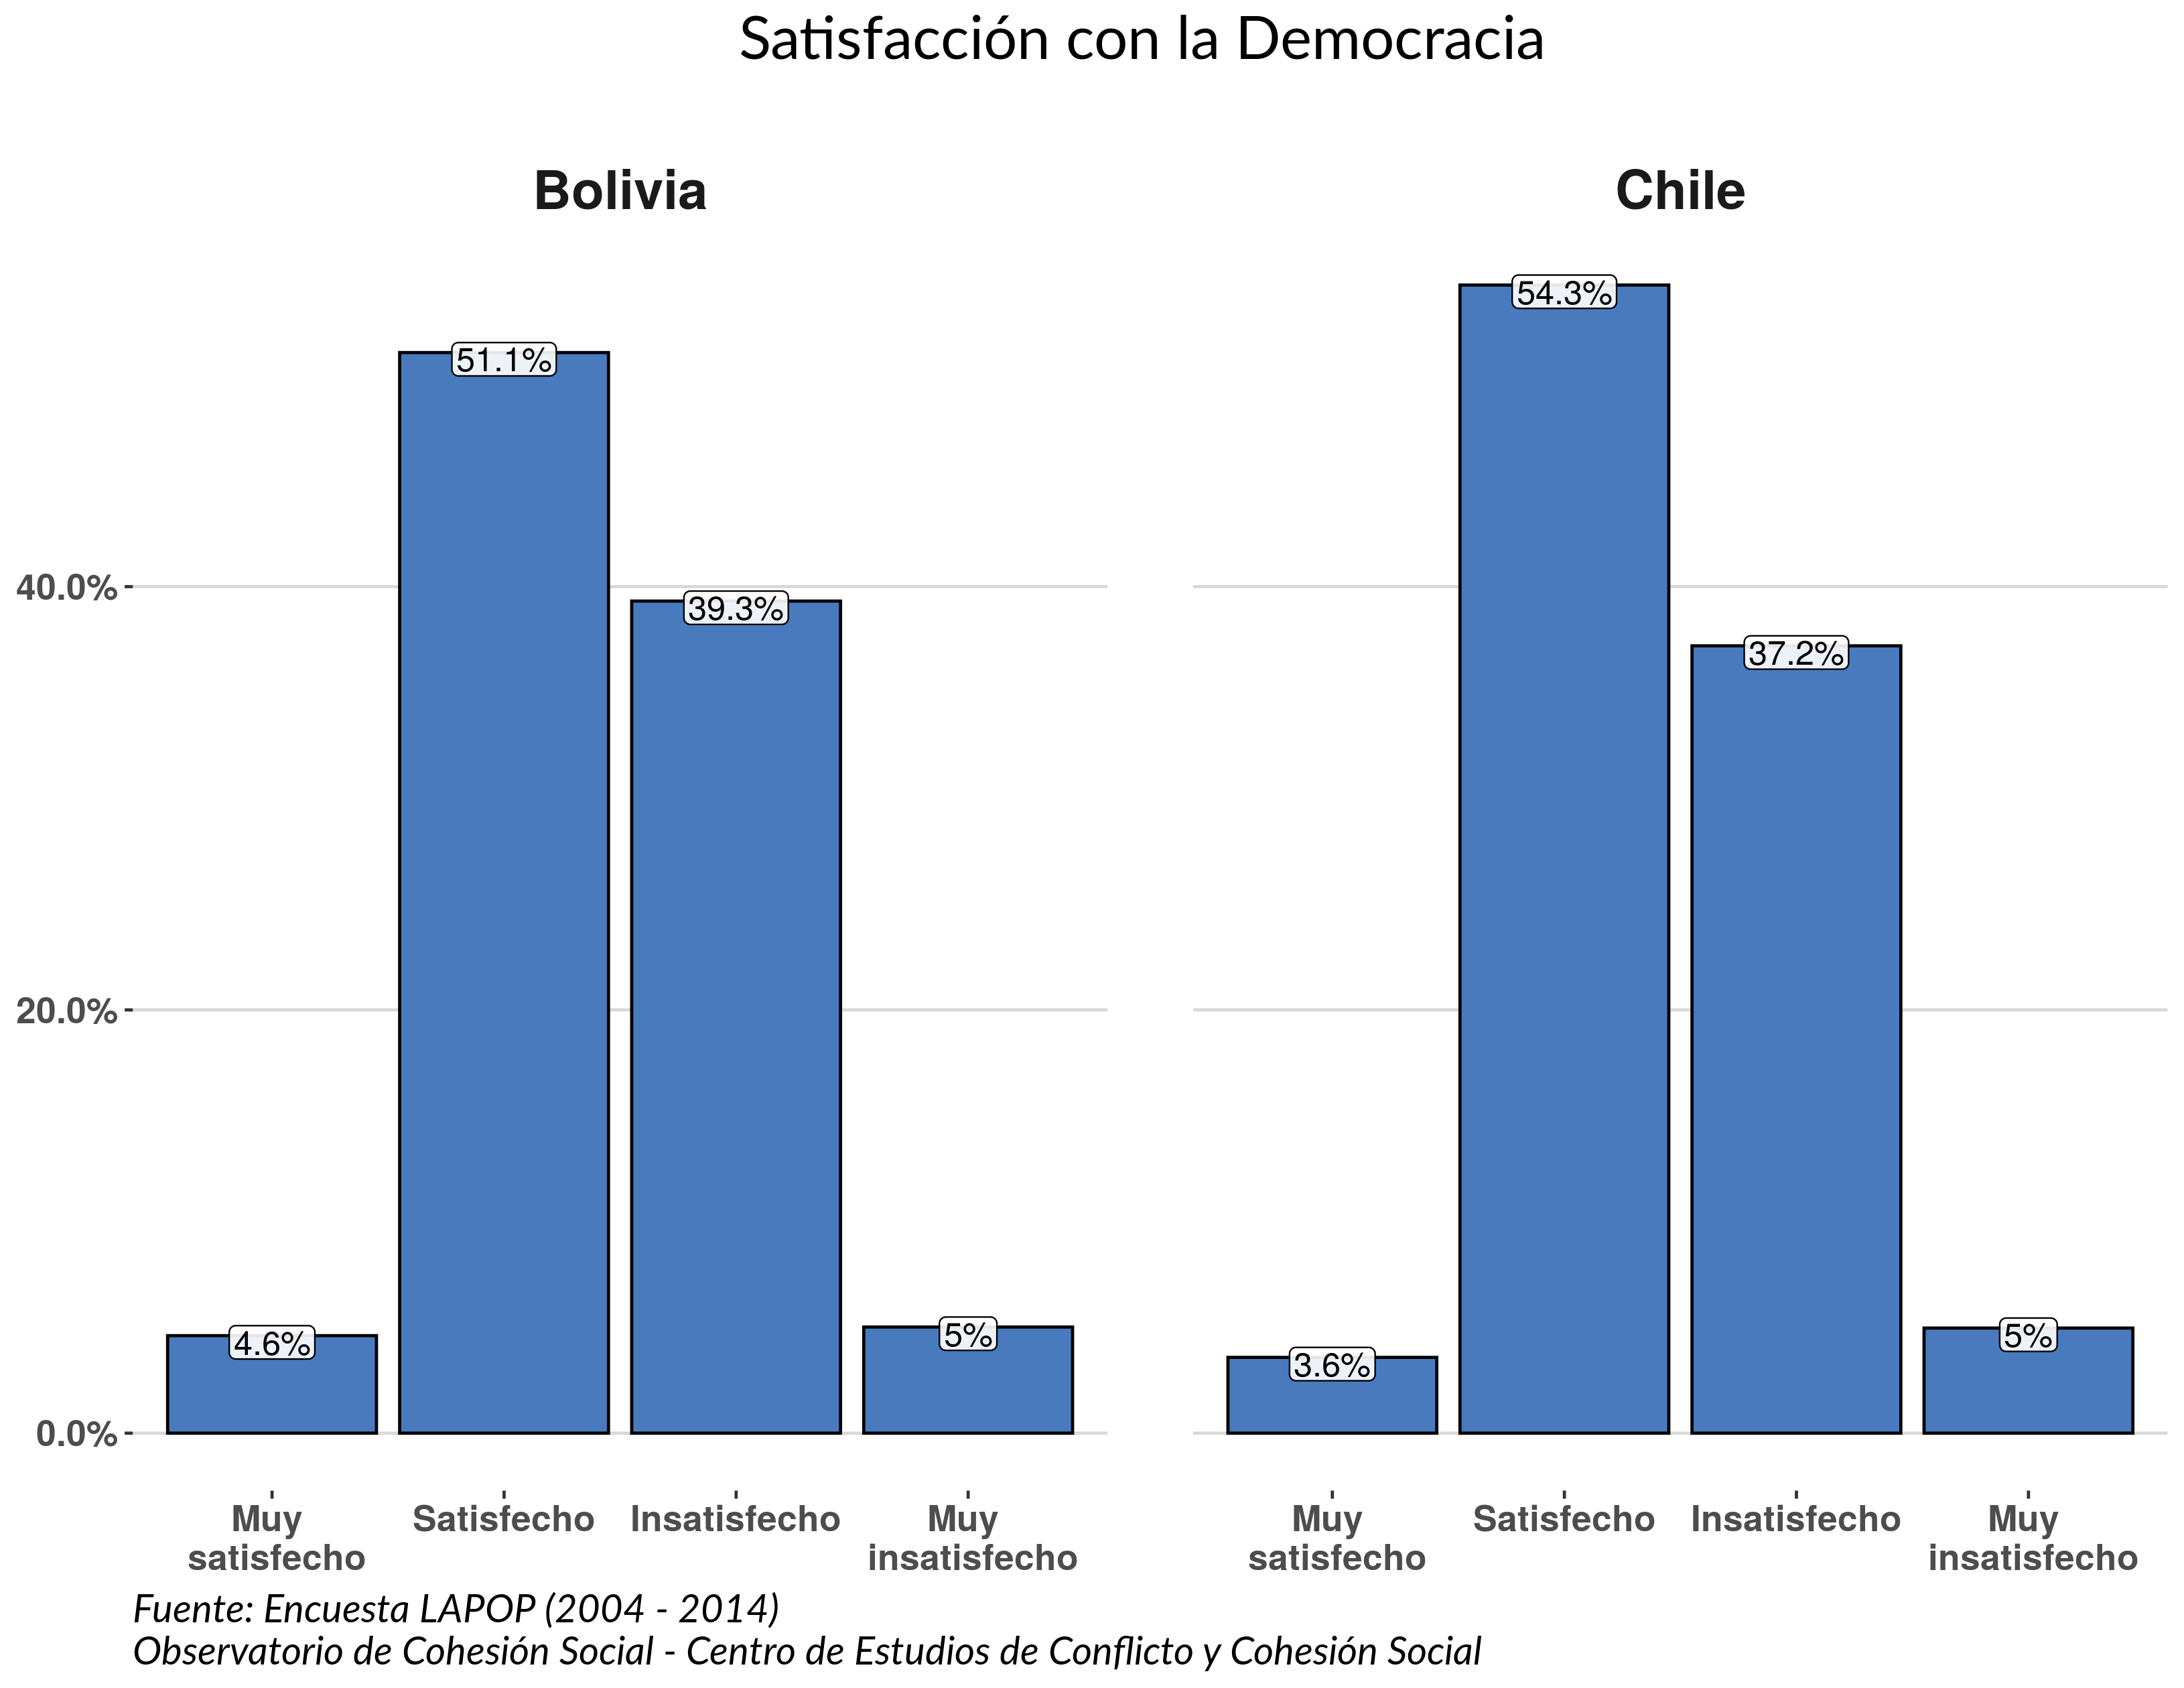 Satisfacción con la Democracia
Bolivia
Chile
54.3%
51.1%
40.0%
39.3%
37.2%
20.0%
4.6%
5%
3.6%
5%
0.0%
Muy
satisfecho
Satisfecho
Insatisfecho
Muy
insatisfecho
Muy
satisfecho
Satisfecho
Insatisfecho
Muy
insatisfecho
Fuente: Encuesta LAPOP (2004 - 2014)
Observatorio de Cohesión Social - Centro de Estudios de Conflicto y Cohesión Social